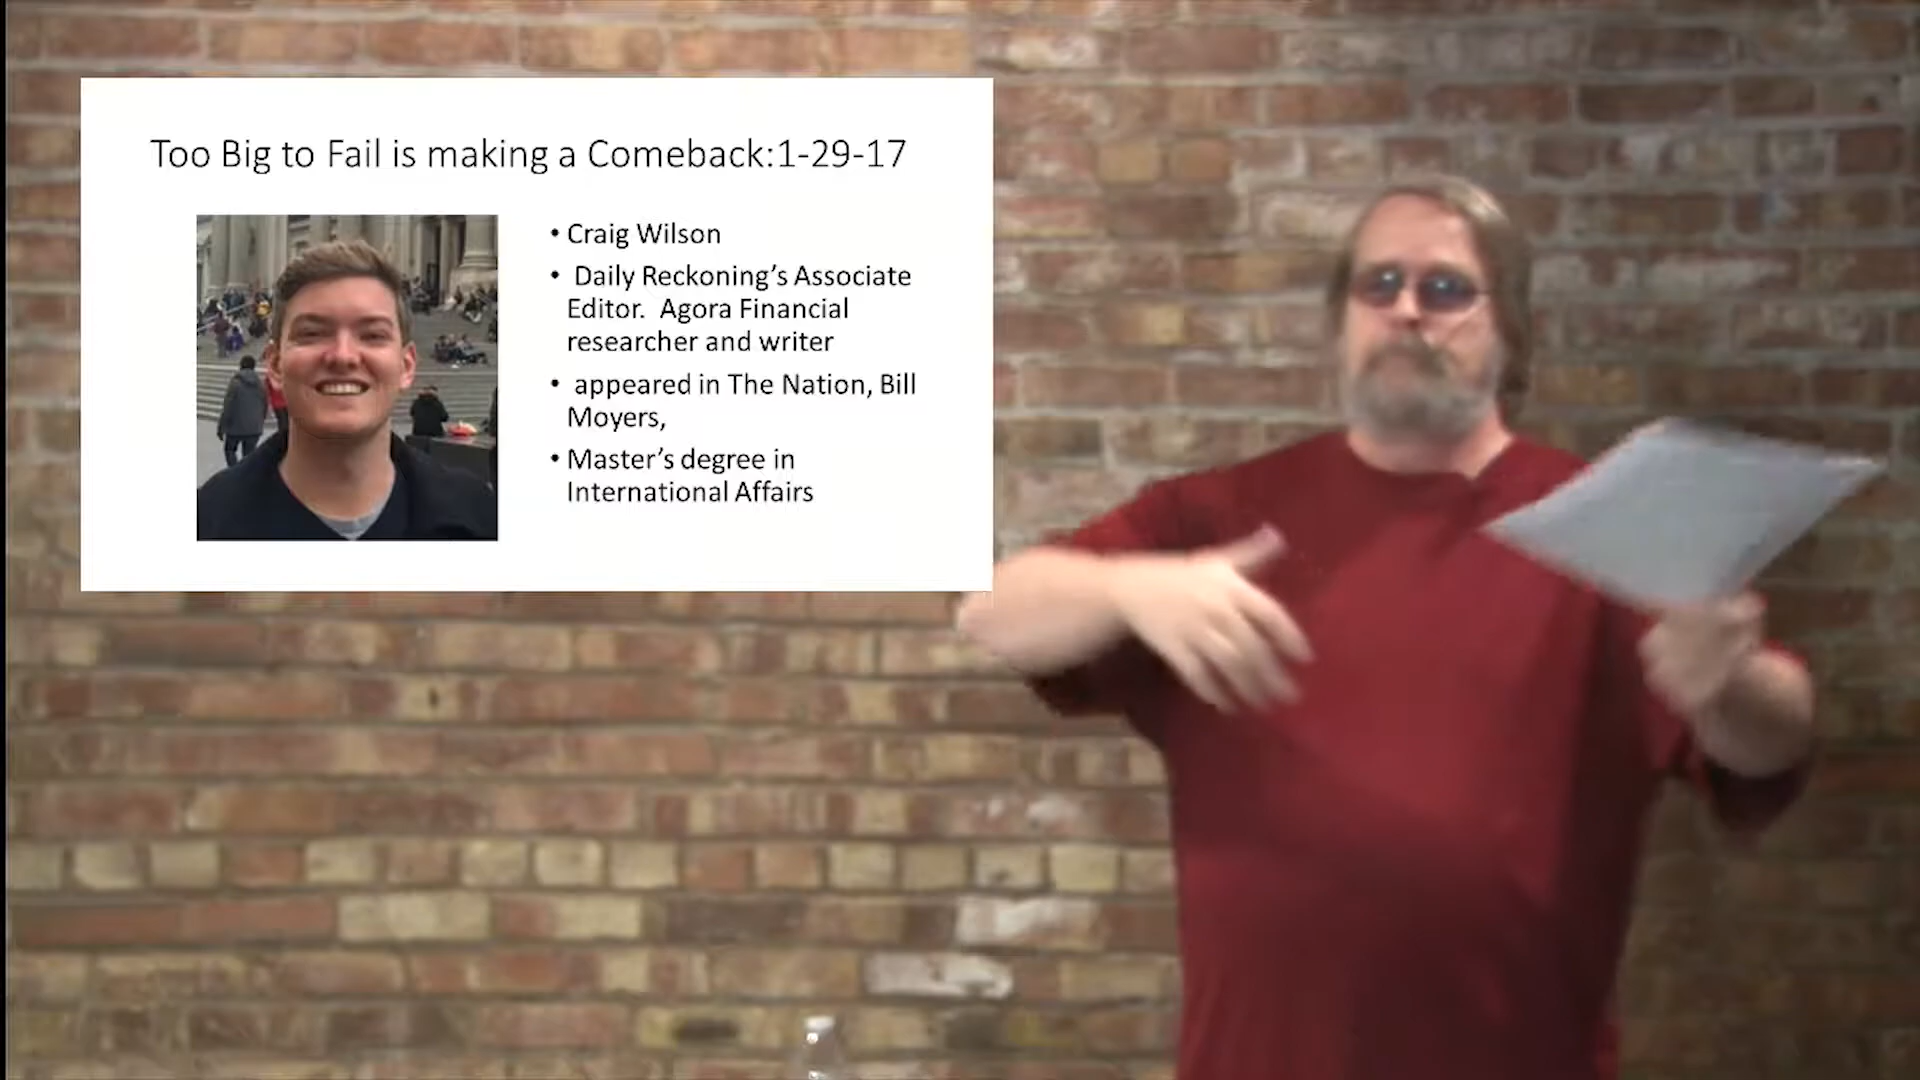 Too Big to Fail is making a Comeback:1-29-17
• Craig Wilson
• Daily Reckoning’s Associate
Editor. Agora Financial
researcher and writer
• appeared in The Nation, Bill
Moyers,
• Master’s degree in
International Affairs